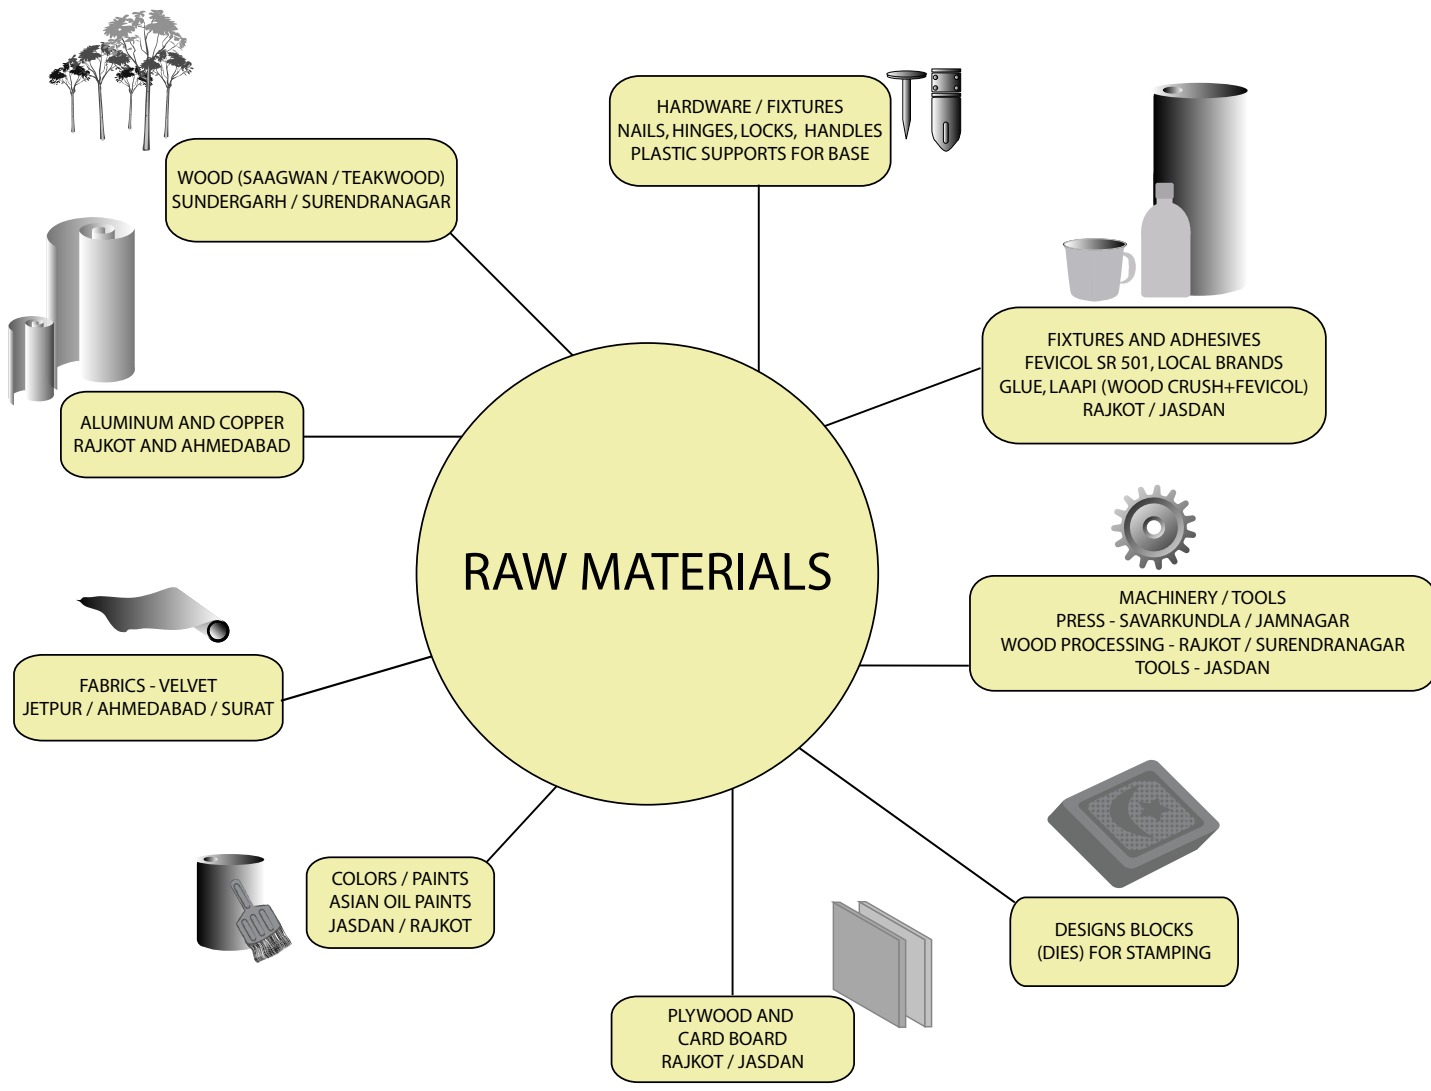 HARDWARE / FIXTURES
NAILS, HINGES, LOCKS, HANDLES
PLASTIC SUPPORTS FOR BASE
WOOD (SAAGWAN / TEAKWOOD)
SUNDERGARH / SURENDRANAGAR
FIXTURES AND ADHESIVES
FEVICOL SR 501, LOCAL BRANDS
GLUE, LAAPI (WOOD CRUSH+FEVICOL)
RAJKOT / JASDAN
ALUMINUM AND COPPER
RAJKOT AND AHMEDABAD
RAW MATERIALS
MACHINERY / TOOLS
PRESS - SAVARKUNDLA / JAMNAGAR
WOOD PROCESSING - RAJKOT / SURENDRANAGAR
TOOLS - JASDAN
FABRICS - VELVET
JETPUR / AHMEDABAD / SURAT
COLORS / PAINTS
ASIAN OIL PAINTS
JASDAN / RAJKOT
DESIGNS BLOCKS
(DIES) FOR STAMPING
PLYWOOD AND
CARD BOARD
RAJKOT / JASDAN